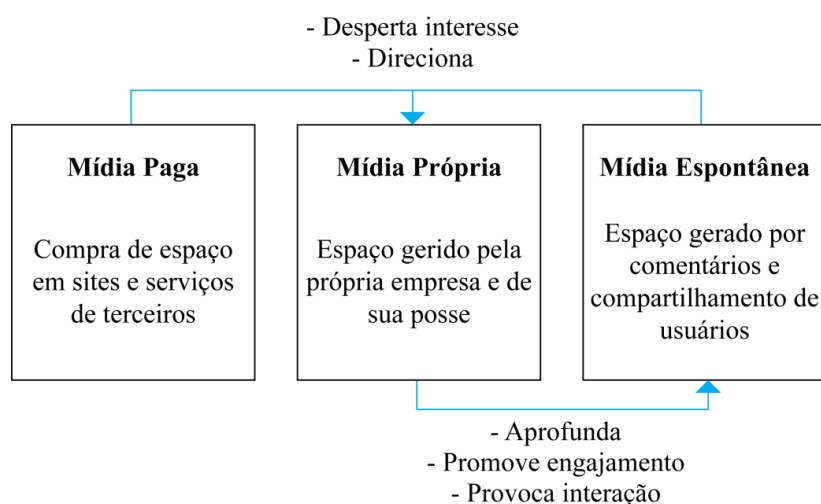 - Desperta interesse
- Direciona
Mídia Paga
Compra de espaço
em sites e serviços
de terceiros
Mídia Própria
Espaço gerido pela
própria empresa e de
sua posse
Mídia Espontânea
Espaço gerado por
comentários e
compartilhamento de
usuários
- Aprofunda
- Promove engajamento
- Provoca interação